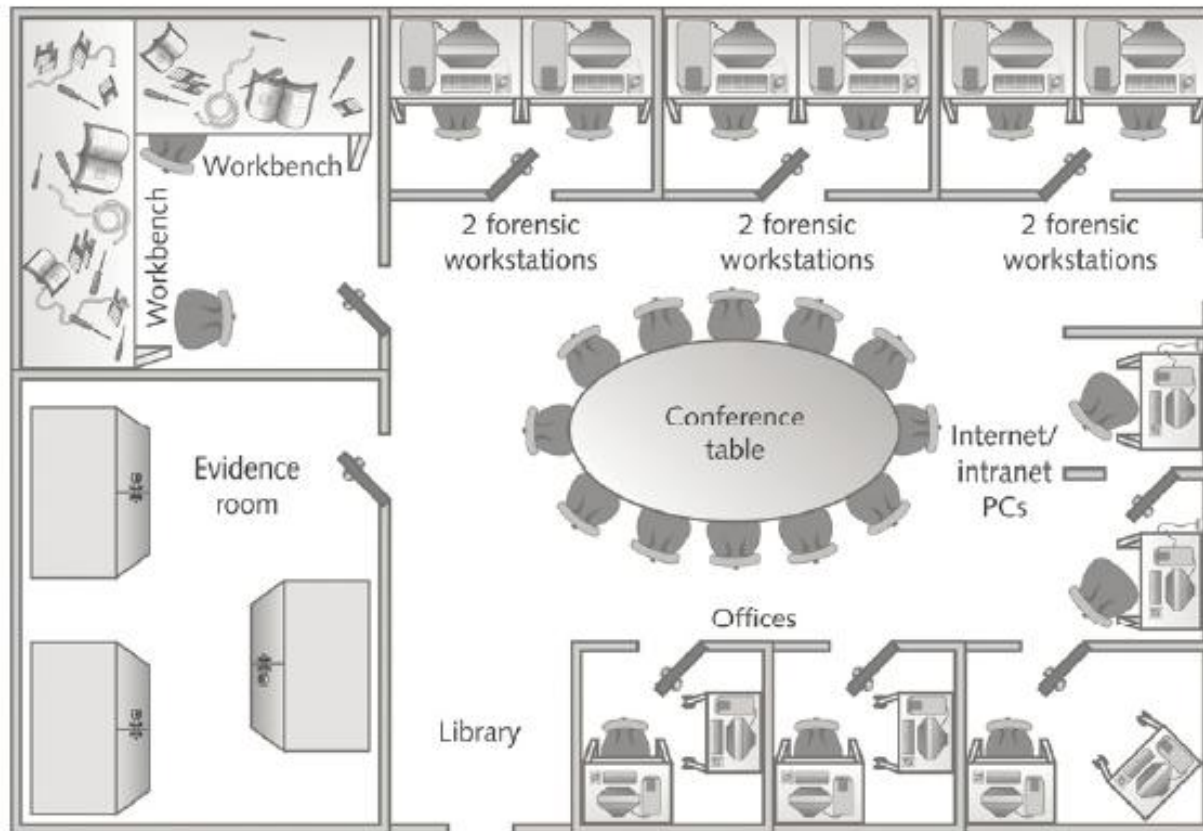 Workbench
Workbench
2 forensic
workstations
2 forensic
workstations
2 forensic
workstations
Conference
table
Internet/
intranet
PCs
Evidence
room
Offices
Library